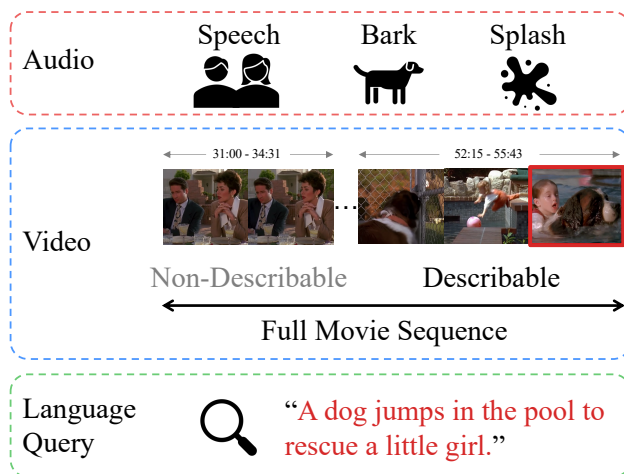 Speech Bark Splash
Audio
31:00 - 34:31 52:15 - 55:43
...
Video
Non-Describable Describable
Full Movie Sequence
Language
Query
“A dog jumps in the pool to
rescue a little girl.”